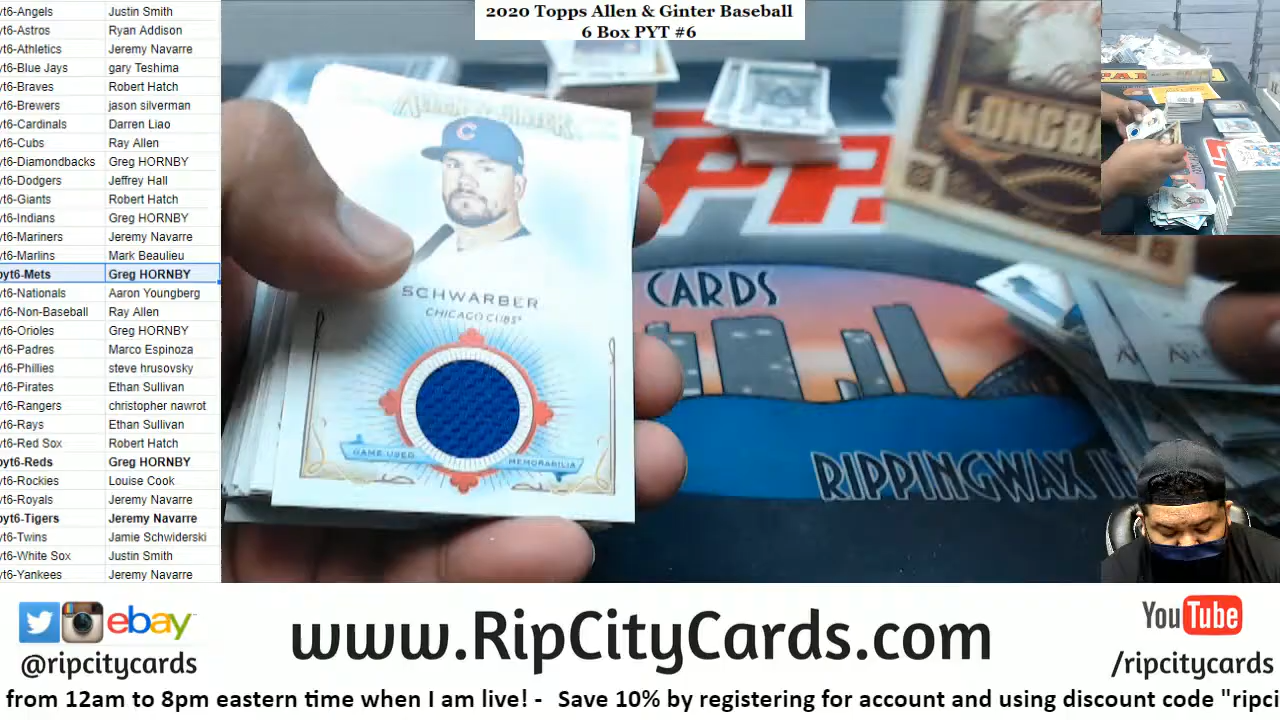 2020 Topps Allen & Ginter Baseball
6 Box PYT #6
yt6-Angels Justin Smith
yt6-Astros Ryan Addison
yt6-Athletics Jeremy Navarre
yt6-Blue Jays gary Teshima
yt6-Braves Robert Hatch
yt6-Brewers jason silverman
yt6-Cardinals Darren Liao
yt6-Cubs Ray Allen
yt6-Diamondbacks Greg HORNBY
yt6-Dodgers Jeffrey Hall
yt6-Giants Robert Hatch
yt6-Indians Greg HORNBY
yt6-Mariners Jeremy Navarre
yt6-Marlins Mark Beaulieu
pyt6-Mets Greg HORNBY
yt6-Nationals Aaron Youngberg
yt6-Non-Baseball Ray Allen
yt6-Orioles Greg HORNBY
yt6-Padres Marco Espinoza
yt6-Phillies steve hrusovsky
yt6-Pirates Ethan Sullivan
yt6-Rangers christopher nawrot
yt6-Rays Ethan Sullivan
yt6-Red Sox Robert Hatch
pyt6-Reds Greg HORNBY
yt6-Rockies Louise Cook
yt6-Royals Jeremy Navarre
pyt6-Tigers Jeremy Navarre
yt6-Twins Jamie Schwiderski
yt6-White Sox Justin Smith
yt6-Yankees Jeremy Navarre
SCHWARBER
CHICAGO CUBS
GAME USED
MEMORABILIA
LONGBA
CARDS
RIPPINGWAX IN
ebay
@ripcitycards
www.RipCityCards.com
YouTube
/ripcitycards
from 12am to 8pm eastern time when I am live! - Save 10% by registering for account and using discount code "ripci